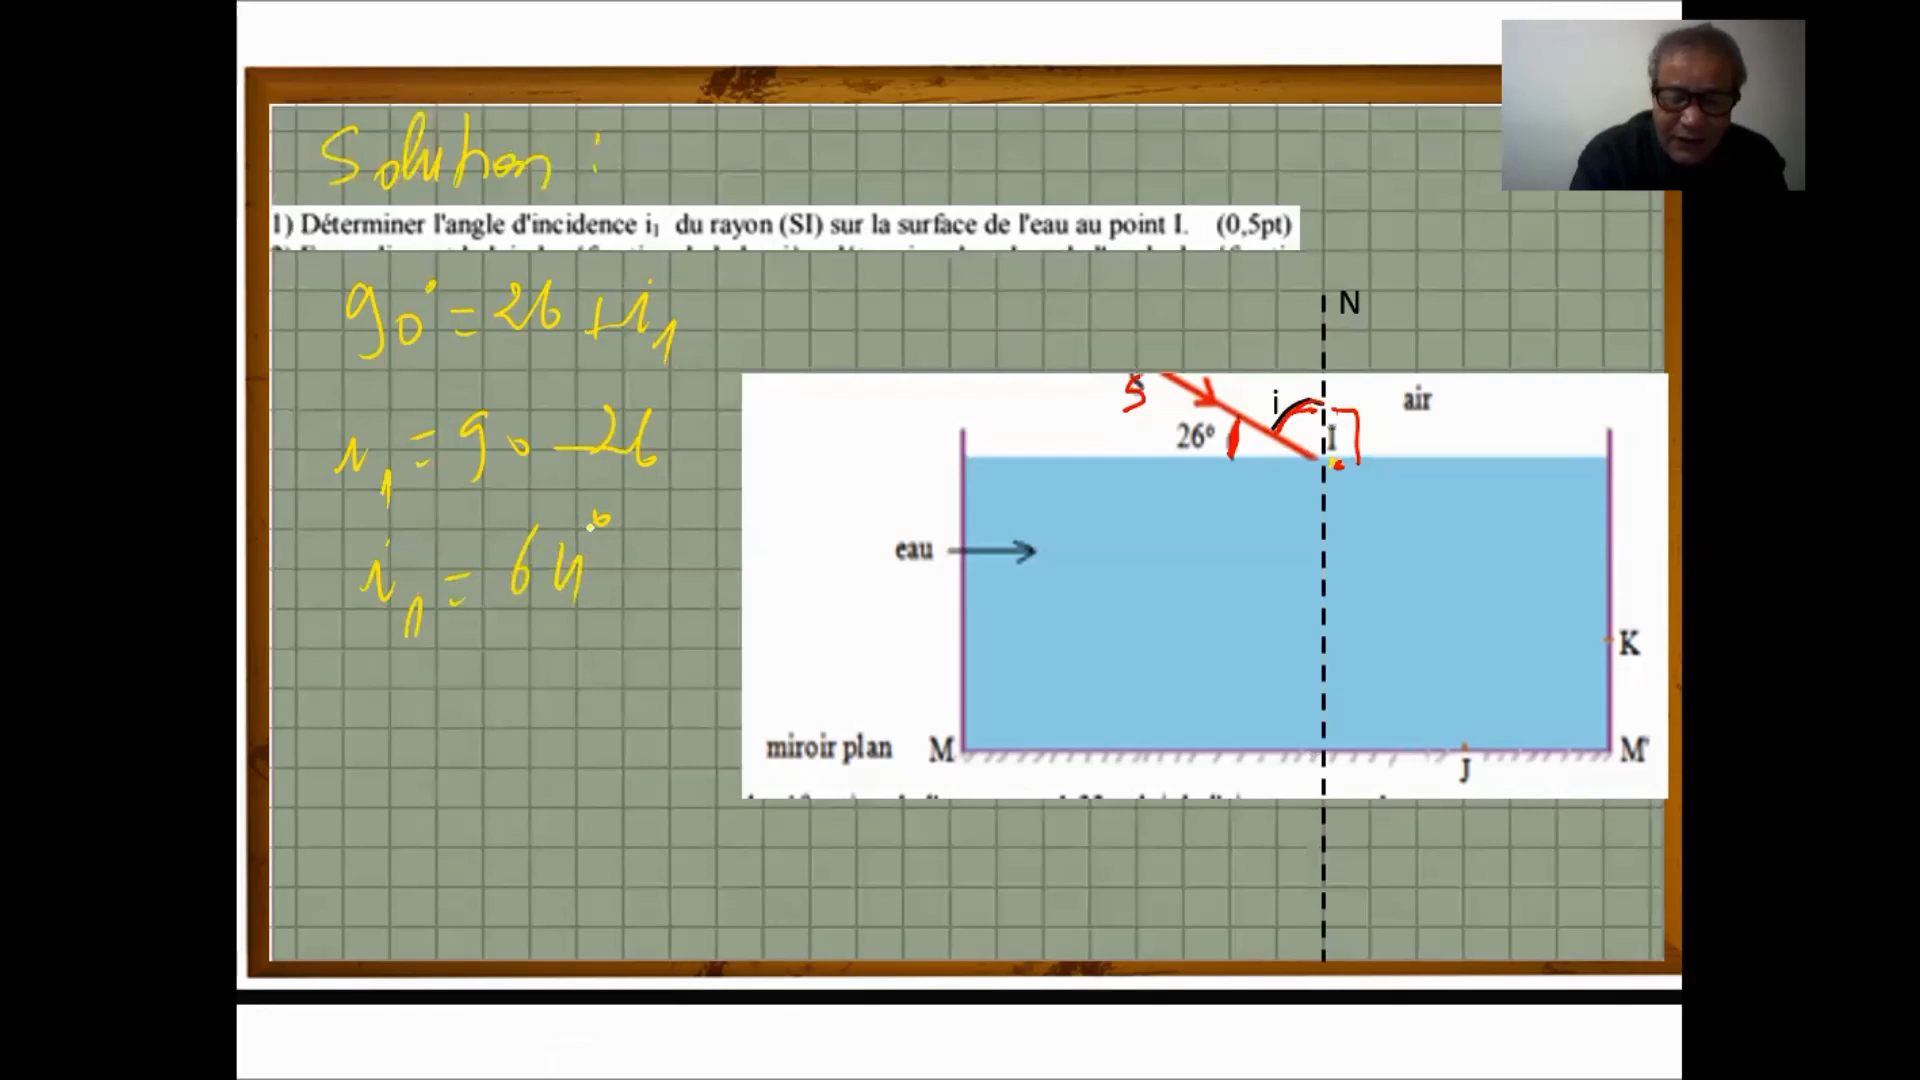 Solution :
1) Déterminer l'angle d'incidence i₁ du rayon (SI) sur la surface de l'eau au point I. (0,5pt)
90° = 26 + i₁
i₁ = 90 - 26
i₁ = 64°
N
S
i
air
26°
I
eau
K
miroir plan
M
M'
J